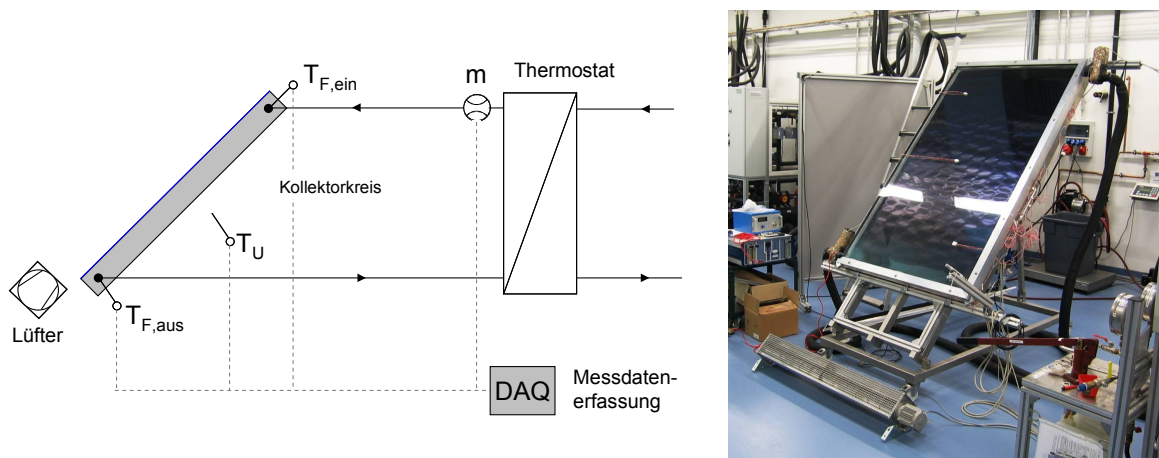 T_F,ein
m
Thermostat
Kollektorkreis
T_U
T_F,aus
Lüfter
DAQ
Messdaten-
erfassung